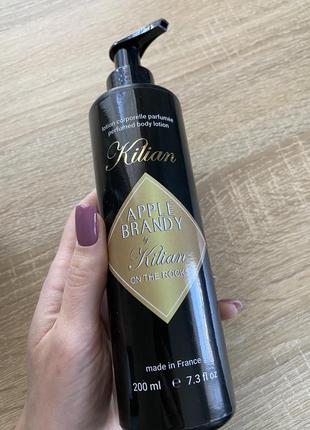 lotion corporelle parfumée
perfumed body lotion
Kilian
APPLE
BRANDY
by
Kilian
ON THE ROCKS
made in France
200 ml e 7.3 fl oz